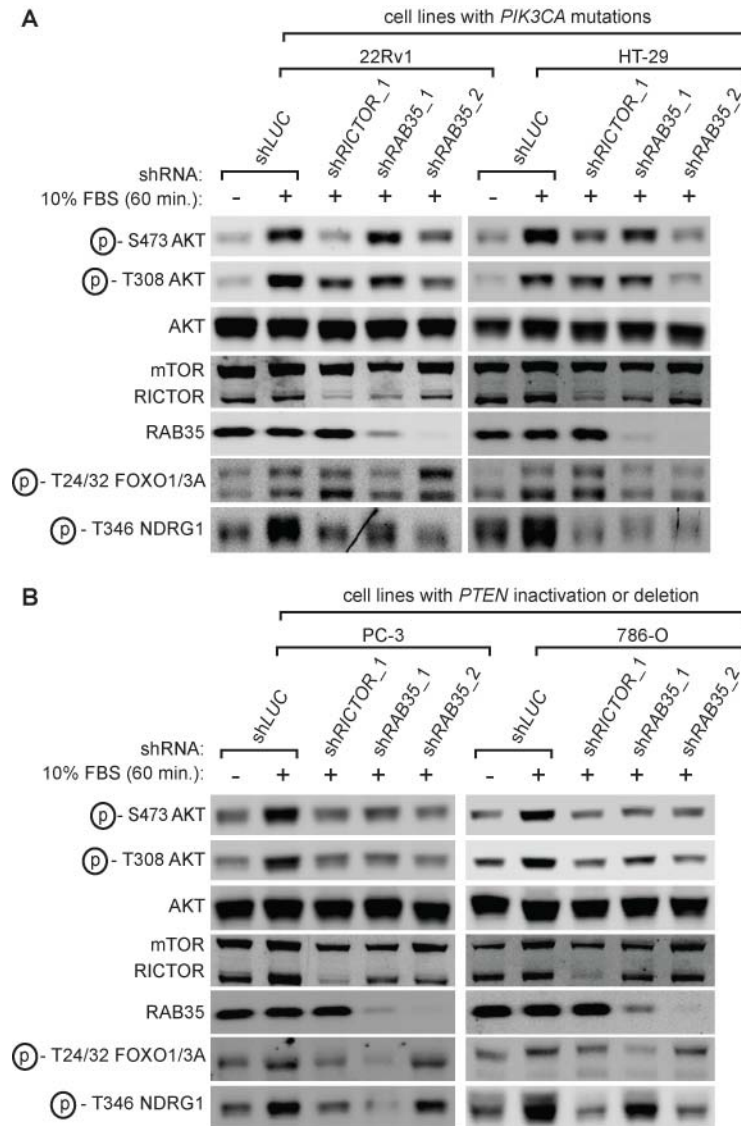 A
cell lines with PIK3CA mutations
22Rv1 HT-29
shLUC shRICTOR_1 shRAB35_1 shRAB35_2 shLUC shRICTOR_1 shRAB35_1 shRAB35_2
shRNA:
10% FBS (60 min.): - + + + + - + + + +
p - S473 AKT
p - T308 AKT
AKT
mTOR
RICTOR
RAB35
p - T24/32 FOXO1/3A
p - T346 NDRG1
B
cell lines with PTEN inactivation or deletion
PC-3 786-O
shLUC shRICTOR_1 shRAB35_1 shRAB35_2 shLUC shRICTOR_1 shRAB35_1 shRAB35_2
shRNA:
10% FBS (60 min.): - + + + + - + + + +
p - S473 AKT
p - T308 AKT
AKT
mTOR
RICTOR
RAB35
p - T24/32 FOXO1/3A
p - T346 NDRG1